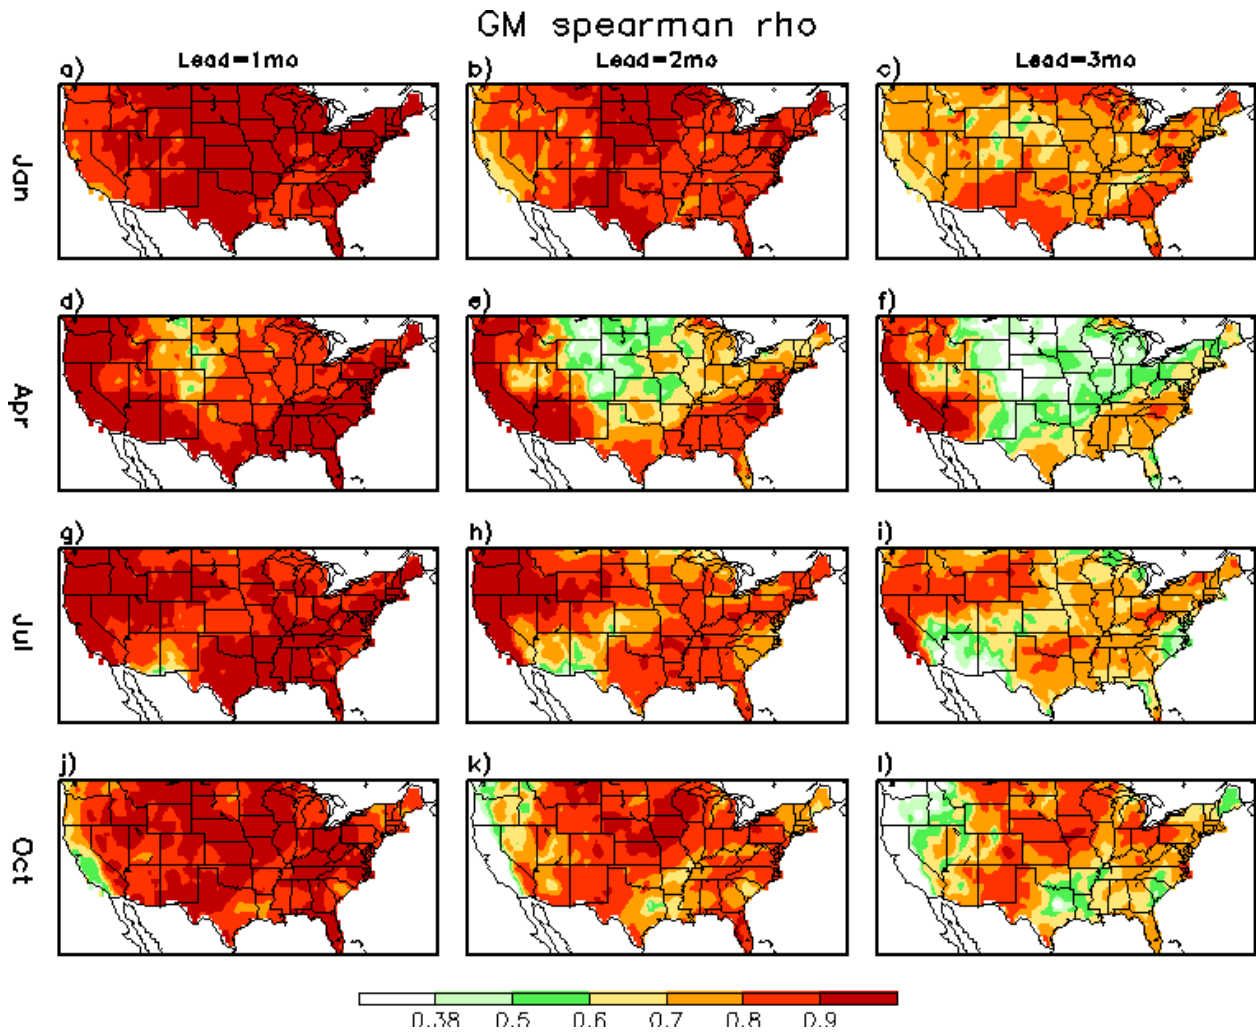 GM spearman rho
Lead=1mo Lead=2mo Lead=3mo
a) b) c)
Jan
d) e) f)
Apr
g) h) i)
Jul
j) k) l)
Oct
0.38 0.5 0.6 0.7 0.8 0.9